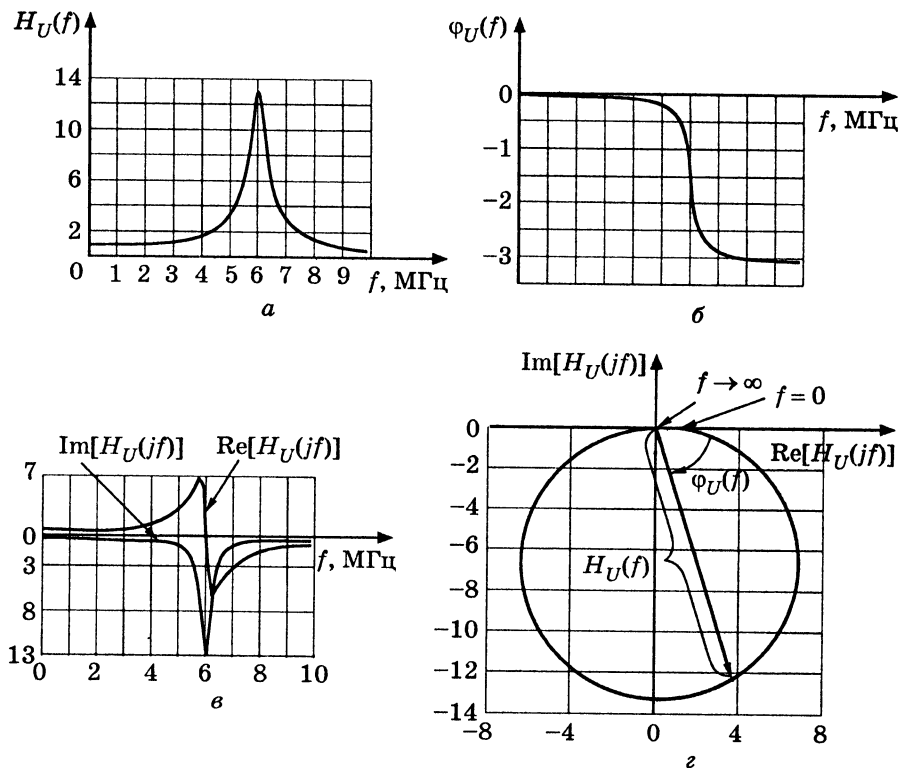 H_U(f)
14
10
6
2
0
1 2 3 4 5 6 7 8 9 f, МГц
а
φ_U(f)
0
f, МГц
−1
−2
−3
б
Im[H_U(jf)] Re[H_U(jf)]
7
0
f, МГц
3
8
13
0 2 4 6 8 10
в
Im[H_U(jf)]
f → ∞
f = 0
0
Re[H_U(jf)]
−2
φ_U(f)
−4
−6
H_U(f)
−8
−10
−12
−14
−8 −4 0 4 8
г